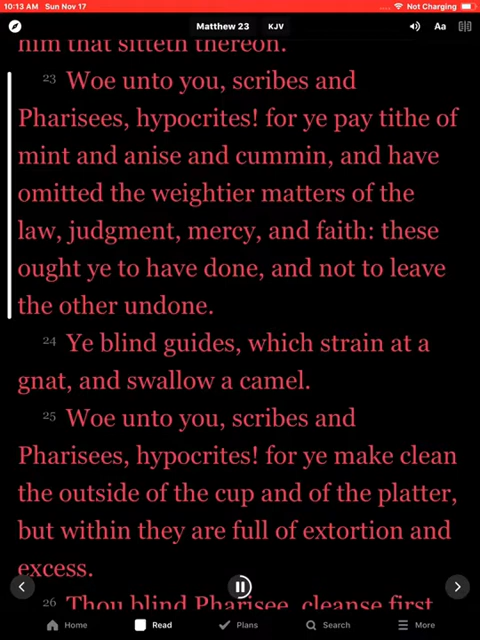 10:13 AM Sun Nov 17
Not Charging
Matthew 23 KJV
Aa
him that sitteth thereon.
23 Woe unto you, scribes and
Pharisees, hypocrites! for ye pay tithe of
mint and anise and cummin, and have
omitted the weightier matters of the
law, judgment, mercy, and faith: these
ought ye to have done, and not to leave
the other undone.
24 Ye blind guides, which strain at a
gnat, and swallow a camel.
25 Woe unto you, scribes and
Pharisees, hypocrites! for ye make clean
the outside of the cup and of the platter,
but within they are full of extortion and
excess.
26 Thou blind Pharisee, cleanse first
Home Read Plans Search More